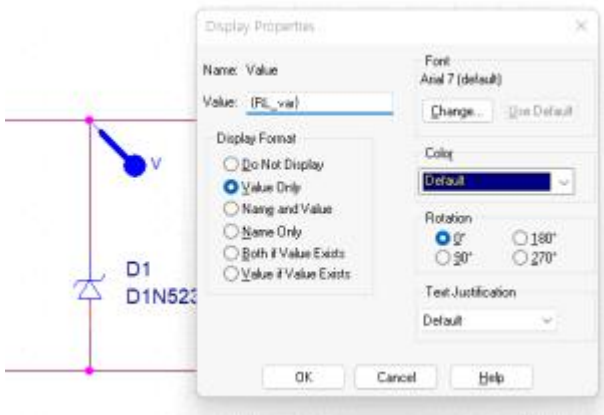 Display Properties
Name: Value
Value: {RL_var}
Font
Arial 7 (default)
Change... Use Default
Display Format
Do Not Display
Value Only
Name and Value
Name Only
Both if Value Exists
Value if Value Exists
Color
Default
Rotation
0° 180°
90° 270°
Text Justification
Default
OK Cancel Help
V
D1
D1N523